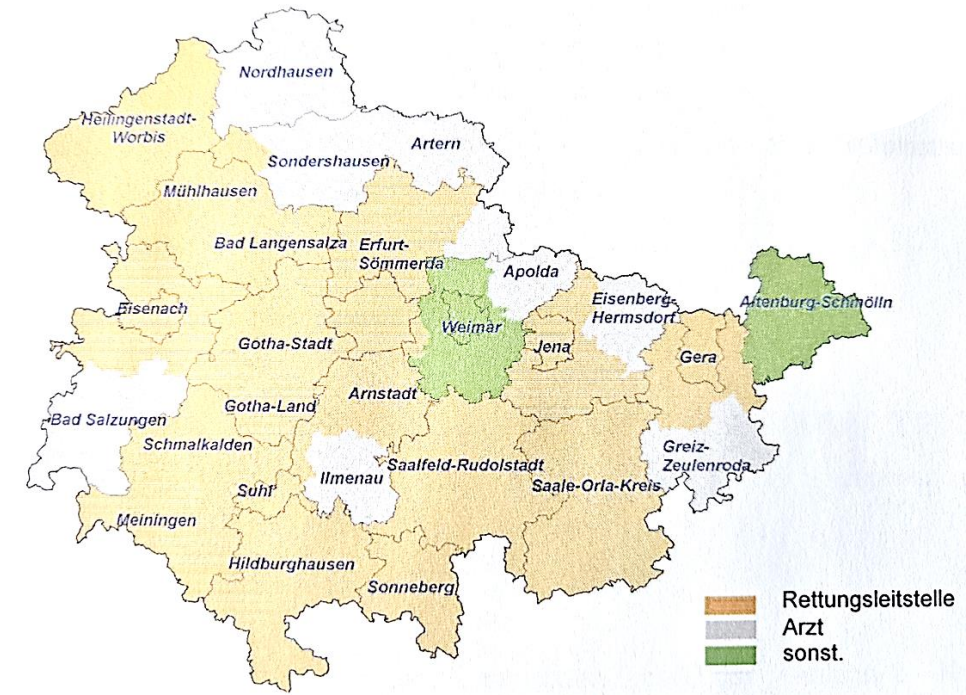 Nordhausen
Heilingenstadt-
Worbis
Artern
Sondershausen
Mühlhausen
Bad Langensalza
Erfurt-
Sömmerda
Apolda
Eisenberg-
Hermsdorf
Altenburg-Schmölln
Eisenach
Weimar
Gotha-Stadt
Jena
Gera
Arnstadt
Gotha-Land
Bad Salzungen
Schmalkalden
Greiz-
Zeulenroda
Saalfeld-Rudolstadt
Ilmenau
Saale-Orla-Kreis
Suhl
Meiningen
Hildburghausen
Sonneberg
Rettungsleitstelle
Arzt
sonst.